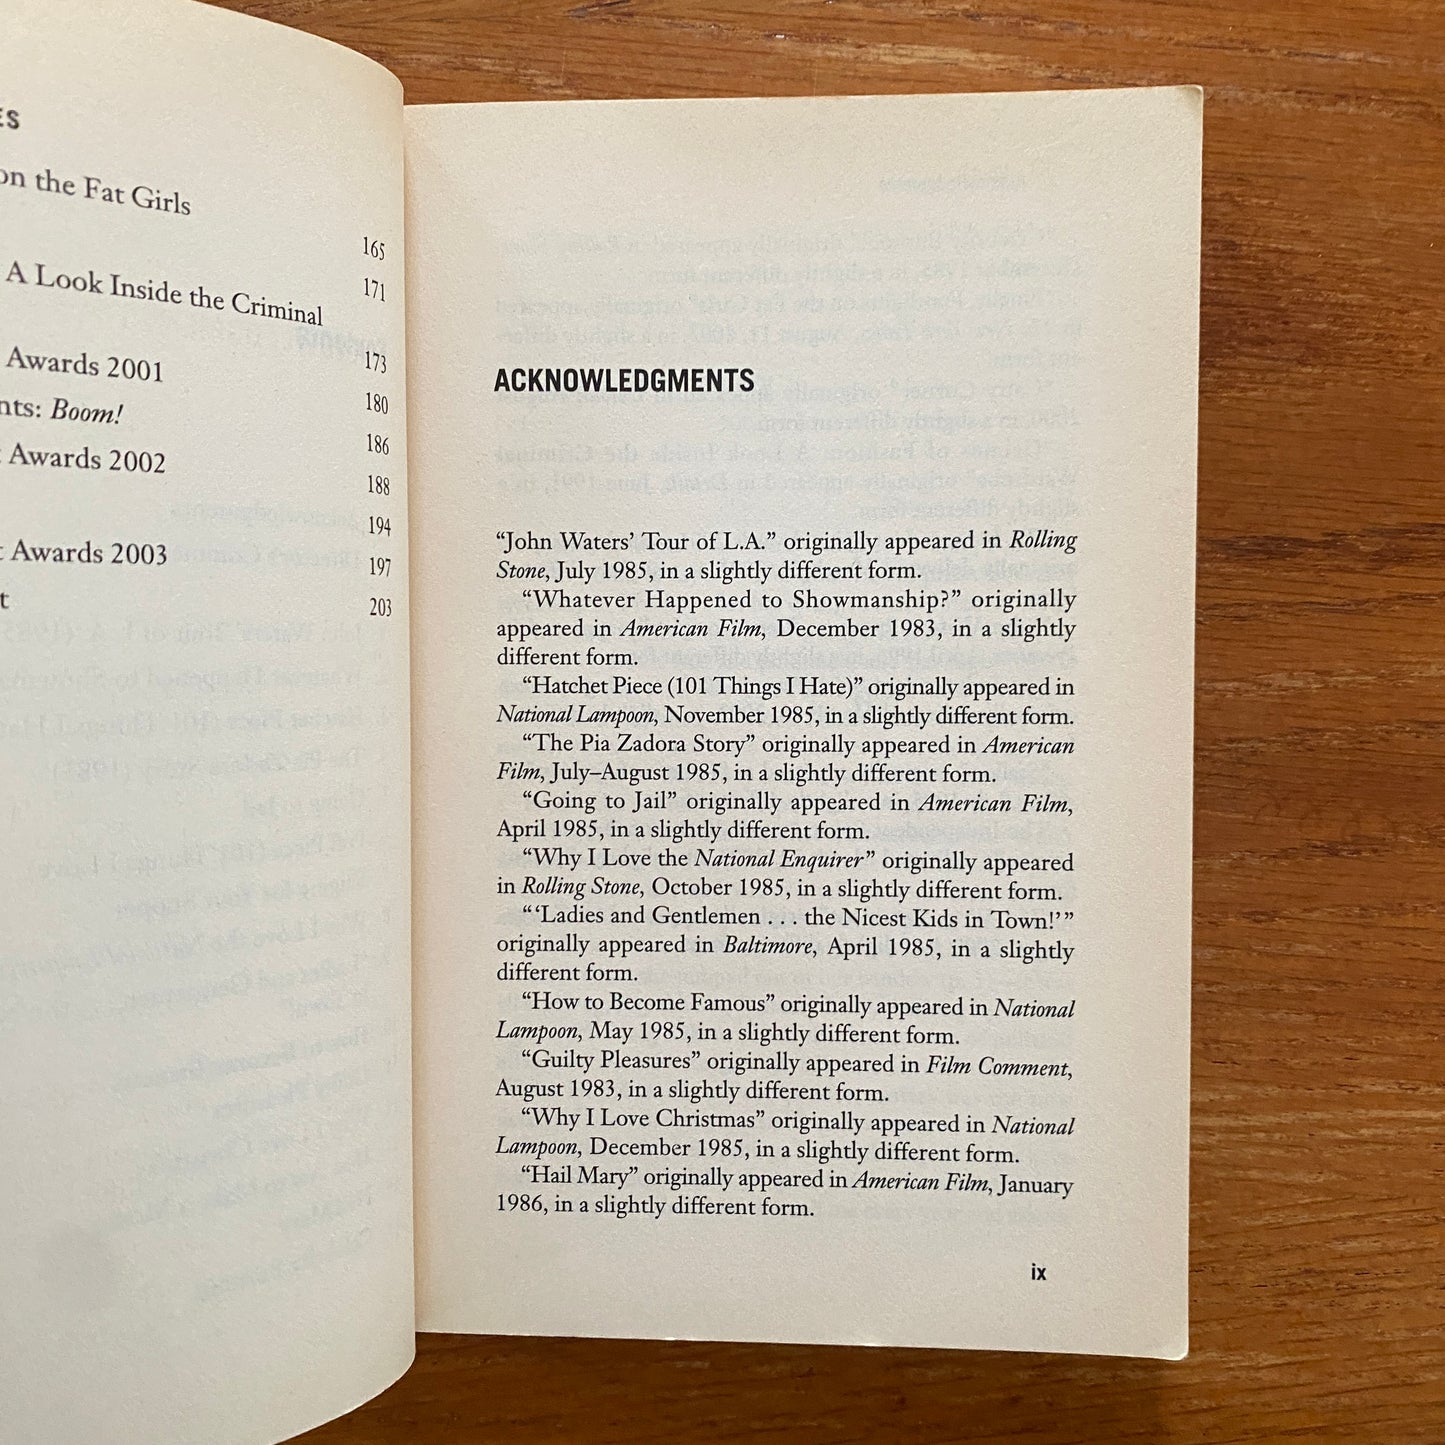 ES
on the Fat Girls
165
A Look Inside the Criminal
171
Awards 2001
173
nts: Boom!
180
Awards 2002
186
188
194
t Awards 2003
197
t
203
ACKNOWLEDGMENTS
“John Waters’ Tour of L.A.” originally appeared in Rolling
Stone, July 1985, in a slightly different form.
“Whatever Happened to Showmanship?” originally
appeared in American Film, December 1983, in a slightly
different form.
“Hatchet Piece (101 Things I Hate)” originally appeared in
National Lampoon, November 1985, in a slightly different form.
“The Pia Zadora Story” originally appeared in American
Film, July–August 1985, in a slightly different form.
“Going to Jail” originally appeared in American Film,
April 1985, in a slightly different form.
“Why I Love the National Enquirer” originally appeared
in Rolling Stone, October 1985, in a slightly different form.
“‘Ladies and Gentlemen . . . the Nicest Kids in Town!’”
originally appeared in Baltimore, April 1985, in a slightly
different form.
“How to Become Famous” originally appeared in National
Lampoon, May 1985, in a slightly different form.
“Guilty Pleasures” originally appeared in Film Comment,
August 1983, in a slightly different form.
“Why I Love Christmas” originally appeared in National
Lampoon, December 1985, in a slightly different form.
“Hail Mary” originally appeared in American Film, January
1986, in a slightly different form.
ix